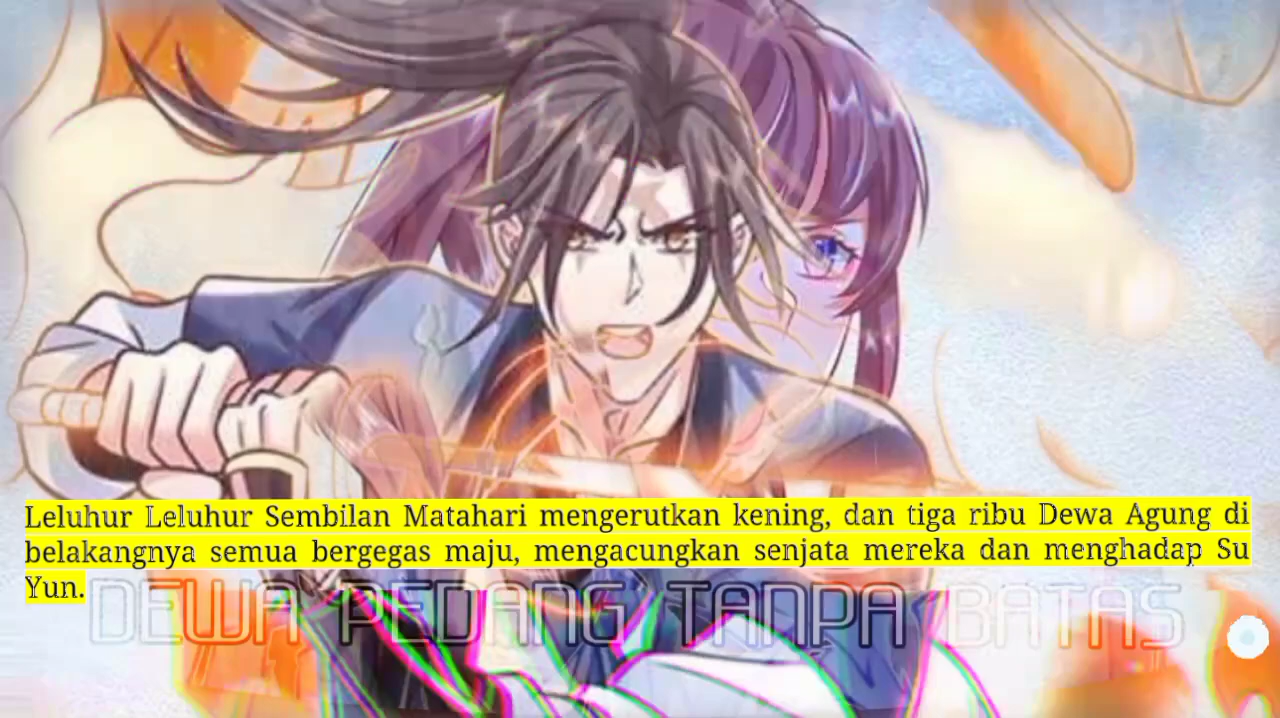 Leluhur Leluhur Sembilan Matahari mengerutkan kening, dan tiga ribu Dewa Agung di
belakangnya semua bergegas maju, mengacungkan senjata mereka dan menghadap Su
Yun.
DEWA PEDANG TANPA BATAS